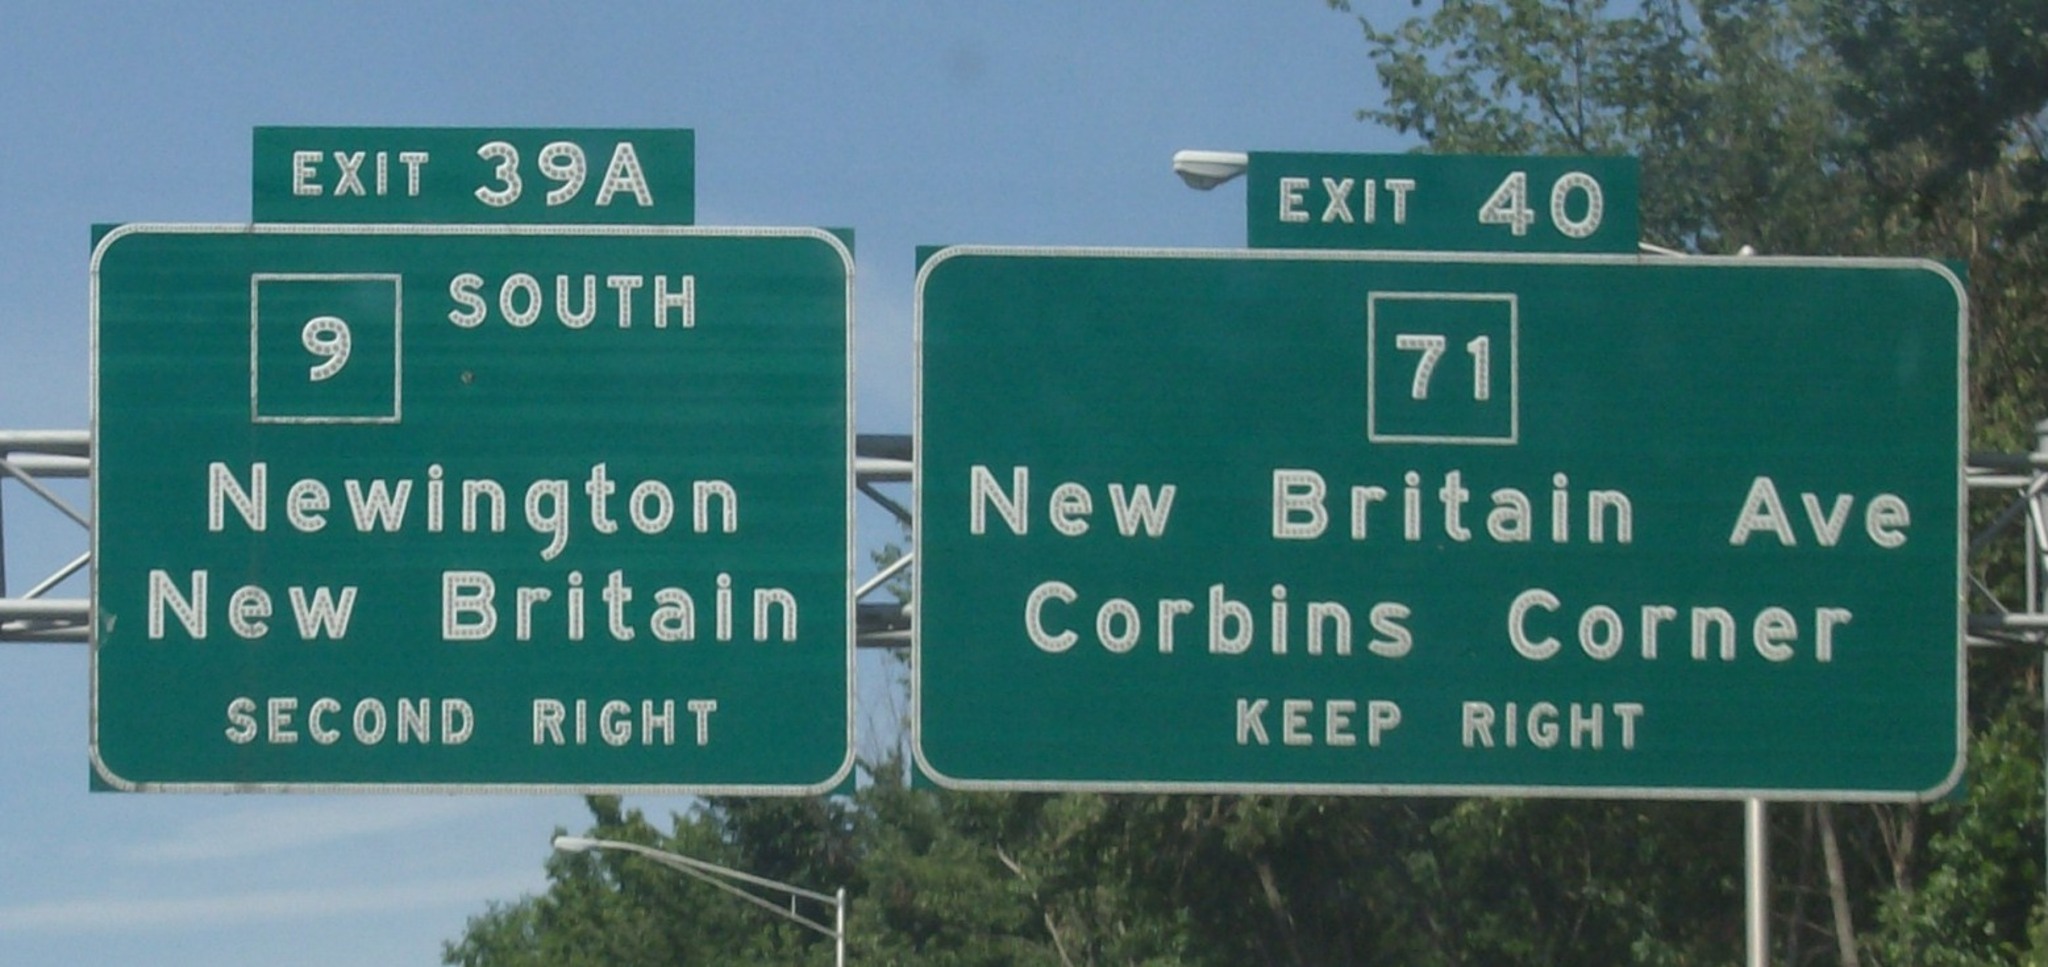 EXIT 39A
9 SOUTH
Newington
New Britain
SECOND RIGHT
EXIT 40
71
New Britain Ave
Corbins Corner
KEEP RIGHT